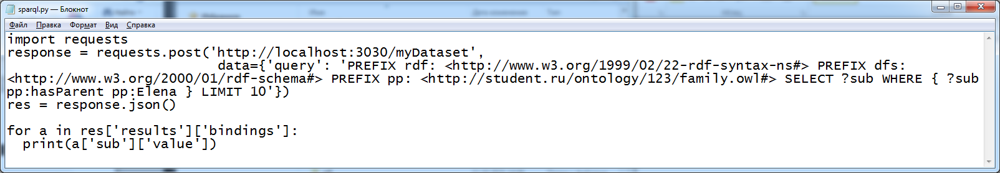 sparql.py — Блокнот
Файл Правка Формат Вид Справка
import requests
response = requests.post('http://localhost:3030/myDataset',
data={'query': 'PREFIX rdf: <http://www.w3.org/1999/02/22-rdf-syntax-ns#> PREFIX dfs:
<http://www.w3.org/2000/01/rdf-schema#> PREFIX pp: <http://student.ru/ontology/123/family.owl#> SELECT ?sub WHERE { ?sub
pp:hasParent pp:Elena } LIMIT 10'})
res = response.json()
for a in res['results']['bindings']:
print(a['sub']['value'])